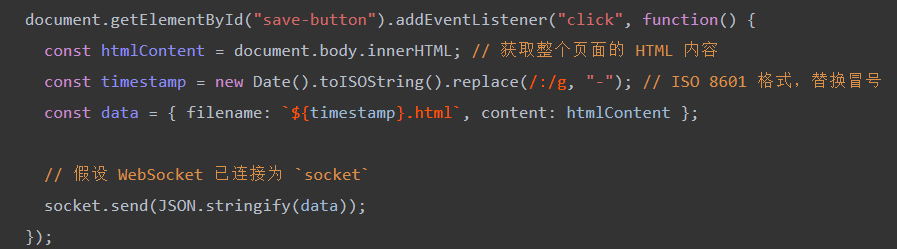 document.getElementById("save-button").addEventListener("click", function() {
  const htmlContent = document.body.innerHTML; // 获取整个页面的 HTML 内容
  const timestamp = new Date().toISOString().replace(/:/g, "-"); // ISO 8601 格式，替换冒号
  const data = { filename: `${timestamp}.html`, content: htmlContent };

  // 假设 WebSocket 已连接为 `socket`
  socket.send(JSON.stringify(data));
});